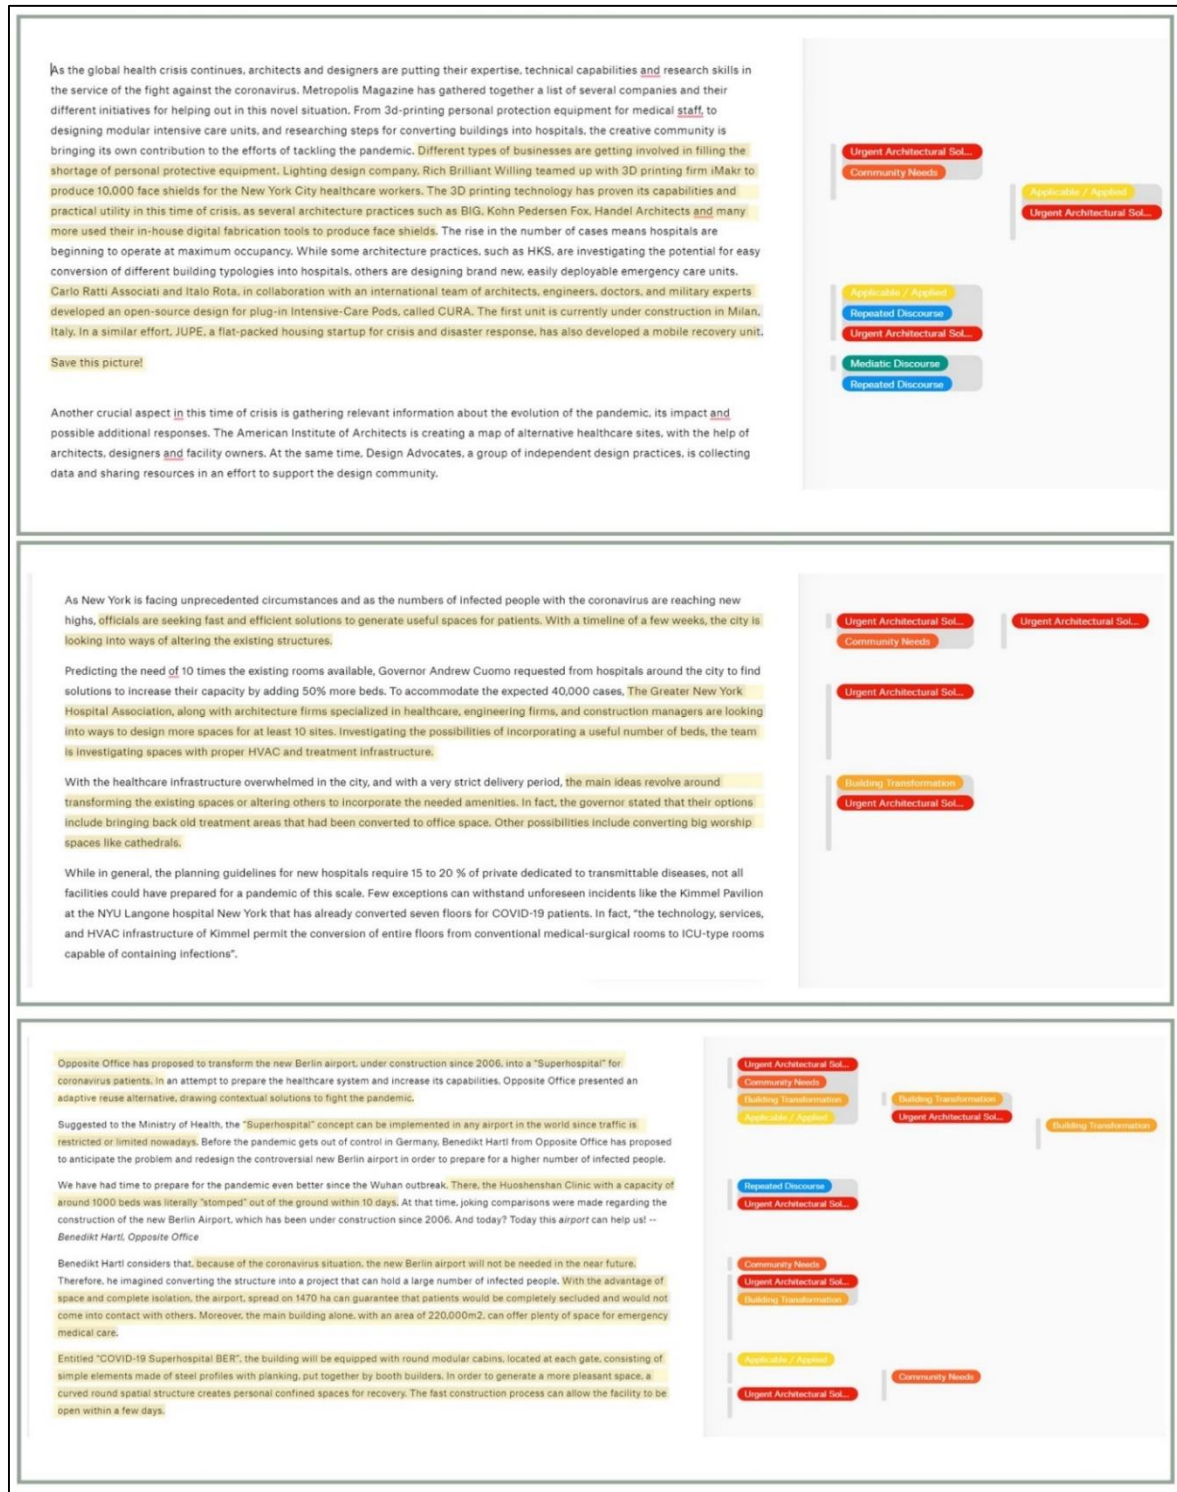 As the global health crisis continues, architects and designers are putting their expertise, technical capabilities and research skills in
the service of the fight against the coronavirus. Metropolis Magazine has gathered together a list of several companies and their
different initiatives for helping out in this novel situation. From 3d-printing personal protection equipment for medical staff, to
designing modular intensive care units, and researching steps for converting buildings into hospitals, the creative community is
bringing its own contribution to the efforts of tackling the pandemic. Different types of businesses are getting involved in filling the
shortage of personal protective equipment. Lighting design company, Rich Brilliant Willing teamed up with 3D printing firm iMakr to
produce 10,000 face shields for the New York City healthcare workers. The 3D printing technology has proven its capabilities and
practical utility in this time of crisis, as several architecture practices such as BIG, Kohn Pedersen Fox, Handel Architects and many
more used their in-house digital fabrication tools to produce face shields. The rise in the number of cases means hospitals are
beginning to operate at maximum occupancy. While some architecture practices, such as HKS, are investigating the potential for easy
conversion of different building typologies into hospitals, others are designing brand new, easily deployable emergency care units.
Carlo Ratti Associati and Italo Rota, in collaboration with an international team of architects, engineers, doctors, and military experts
developed an open-source design for plug-in Intensive-Care Pods, called CURA. The first unit is currently under construction in Milan,
Italy. In a similar effort, JUPE, a flat-packed housing startup for crisis and disaster response, has also developed a mobile recovery unit.
Save this picture!
Another crucial aspect in this time of crisis is gathering relevant information about the evolution of the pandemic, its impact and
possible additional responses. The American Institute of Architects is creating a map of alternative healthcare sites, with the help of
architects, designers and facility owners. At the same time, Design Advocates, a group of independent design practices, is collecting
data and sharing resources in an effort to support the design community.
Urgent Architectural Sol...
Community Needs
Applicable / Applied
Urgent Architectural Sol...
Applicable / Applied
Repeated Discourse
Urgent Architectural Sol...
Mediatic Discourse
Repeated Discourse
As New York is facing unprecedented circumstances and as the numbers of infected people with the coronavirus are reaching new
highs, officials are seeking fast and efficient solutions to generate useful spaces for patients. With a timeline of a few weeks, the city is
looking into ways of altering the existing structures.
Predicting the need of 10 times the existing rooms available, Governor Andrew Cuomo requested from hospitals around the city to find
solutions to increase their capacity by adding 50% more beds. To accommodate the expected 40,000 cases, The Greater New York
Hospital Association, along with architecture firms specialized in healthcare, engineering firms, and construction managers are looking
into ways to design more spaces for at least 10 sites. Investigating the possibilities of incorporating a useful number of beds, the team
is investigating spaces with proper HVAC and treatment infrastructure.
With the healthcare infrastructure overwhelmed in the city, and with a very strict delivery period, the main ideas revolve around
transforming the existing spaces or altering others to incorporate the needed amenities. In fact, the governor stated that their options
include bringing back old treatment areas that had been converted to office space. Other possibilities include converting big worship
spaces like cathedrals.
While in general, the planning guidelines for new hospitals require 15 to 20 % of private dedicated to transmittable diseases, not all
facilities could have prepared for a pandemic of this scale. Few exceptions can withstand unforeseen incidents like the Kimmel Pavilion
at the NYU Langone hospital New York that has already converted seven floors for COVID-19 patients. In fact, "the technology, services,
and HVAC infrastructure of Kimmel permit the conversion of entire floors from conventional medical-surgical rooms to ICU-type rooms
capable of containing infections".
Urgent Architectural Sol...
Urgent Architectural Sol...
Community Needs
Urgent Architectural Sol...
Building Transformation
Urgent Architectural Sol...
Opposite Office has proposed to transform the new Berlin airport, under construction since 2006, into a "Superhospital" for
coronavirus patients. In an attempt to prepare the healthcare system and increase its capabilities, Opposite Office presented an
adaptive reuse alternative, drawing contextual solutions to fight the pandemic.
Suggested to the Ministry of Health, the "Superhospital" concept can be implemented in any airport in the world since traffic is
restricted or limited nowadays. Before the pandemic gets out of control in Germany, Benedikt Hartl from Opposite Office has proposed
to anticipate the problem and redesign the controversial new Berlin airport in order to prepare for a higher number of infected people.
We have had time to prepare for the pandemic even better since the Wuhan outbreak. There, the Huoshenshan Clinic with a capacity of
around 1000 beds was literally "stomped" out of the ground within 10 days. At that time, joking comparisons were made regarding the
construction of the new Berlin Airport, which has been under construction since 2006. And today? Today this airport can help us! --
Benedikt Hartl, Opposite Office
Benedikt Hartl considers that, because of the coronavirus situation, the new Berlin airport will not be needed in the near future.
Therefore, he imagined converting the structure into a project that can hold a large number of infected people. With the advantage of
space and complete isolation, the airport, spread on 1470 ha can guarantee that patients would be completely secluded and would not
come into contact with others. Moreover, the main building alone, with an area of 220,000m2, can offer plenty of space for emergency
medical care.
Entitled "COVID-19 Superhospital BER", the building will be equipped with round modular cabins, located at each gate, consisting of
simple elements made of steel profiles with planking, put together by booth builders. In order to generate a more pleasant space, a
curved round spatial structure creates personal confined spaces for recovery. The fast construction process can allow the facility to be
open within a few days.
Urgent Architectural Sol...
Community Needs
Building Transformation
Applicable / Applied
Building Transformation
Urgent Architectural Sol...
Building Transformation
Repeated Discourse
Urgent Architectural Sol...
Community Needs
Urgent Architectural Sol...
Building Transformation
Applicable / Applied
Community Needs
Urgent Architectural Sol...